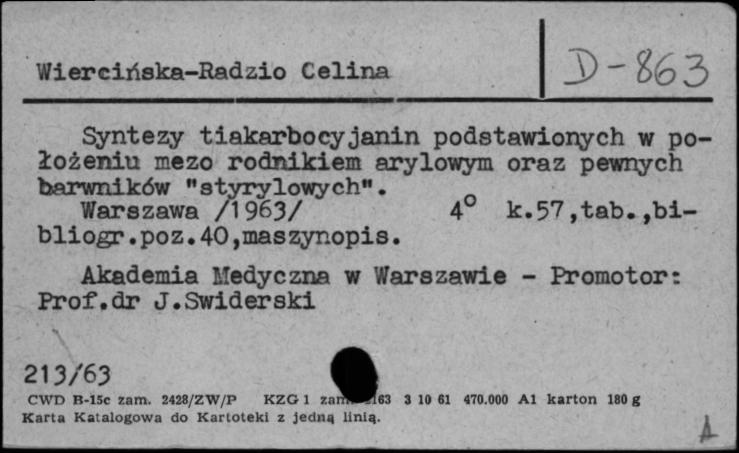 Wiercińska-Radzio Celina
D-863
Syntezy tiakarbocyjanin podstawionych w po-
łożeniu mezo rodnikiem arylowym oraz pewnych
barwników "styrylowych".
Warszawa /1963/ 4° k.57,tab.,bi-
bliogr.poz.40,maszynopis.
Akademia Medyczna w Warszawie - Promotor:
Prof.dr J.Swiderski
213/63
CWD B-15c zam. 2428/ZW/P KZG 1 3 10 61 470.000 A1 karton 180 g
Karta Katalogowa do Kartoteki z jedną linią.